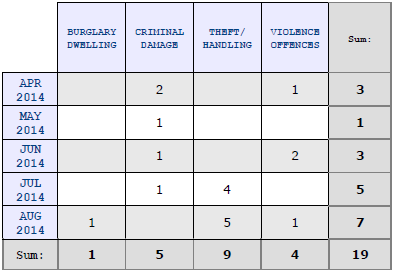 BURGLARY DWELLING CRIMINAL DAMAGE THEFT/ HANDLING VIOLENCE OFFENCES Sum:
APR 2014 2 1 3
MAY 2014 1 1
JUN 2014 1 2 3
JUL 2014 1 4 5
AUG 2014 1 5 1 7
Sum: 1 5 9 4 19